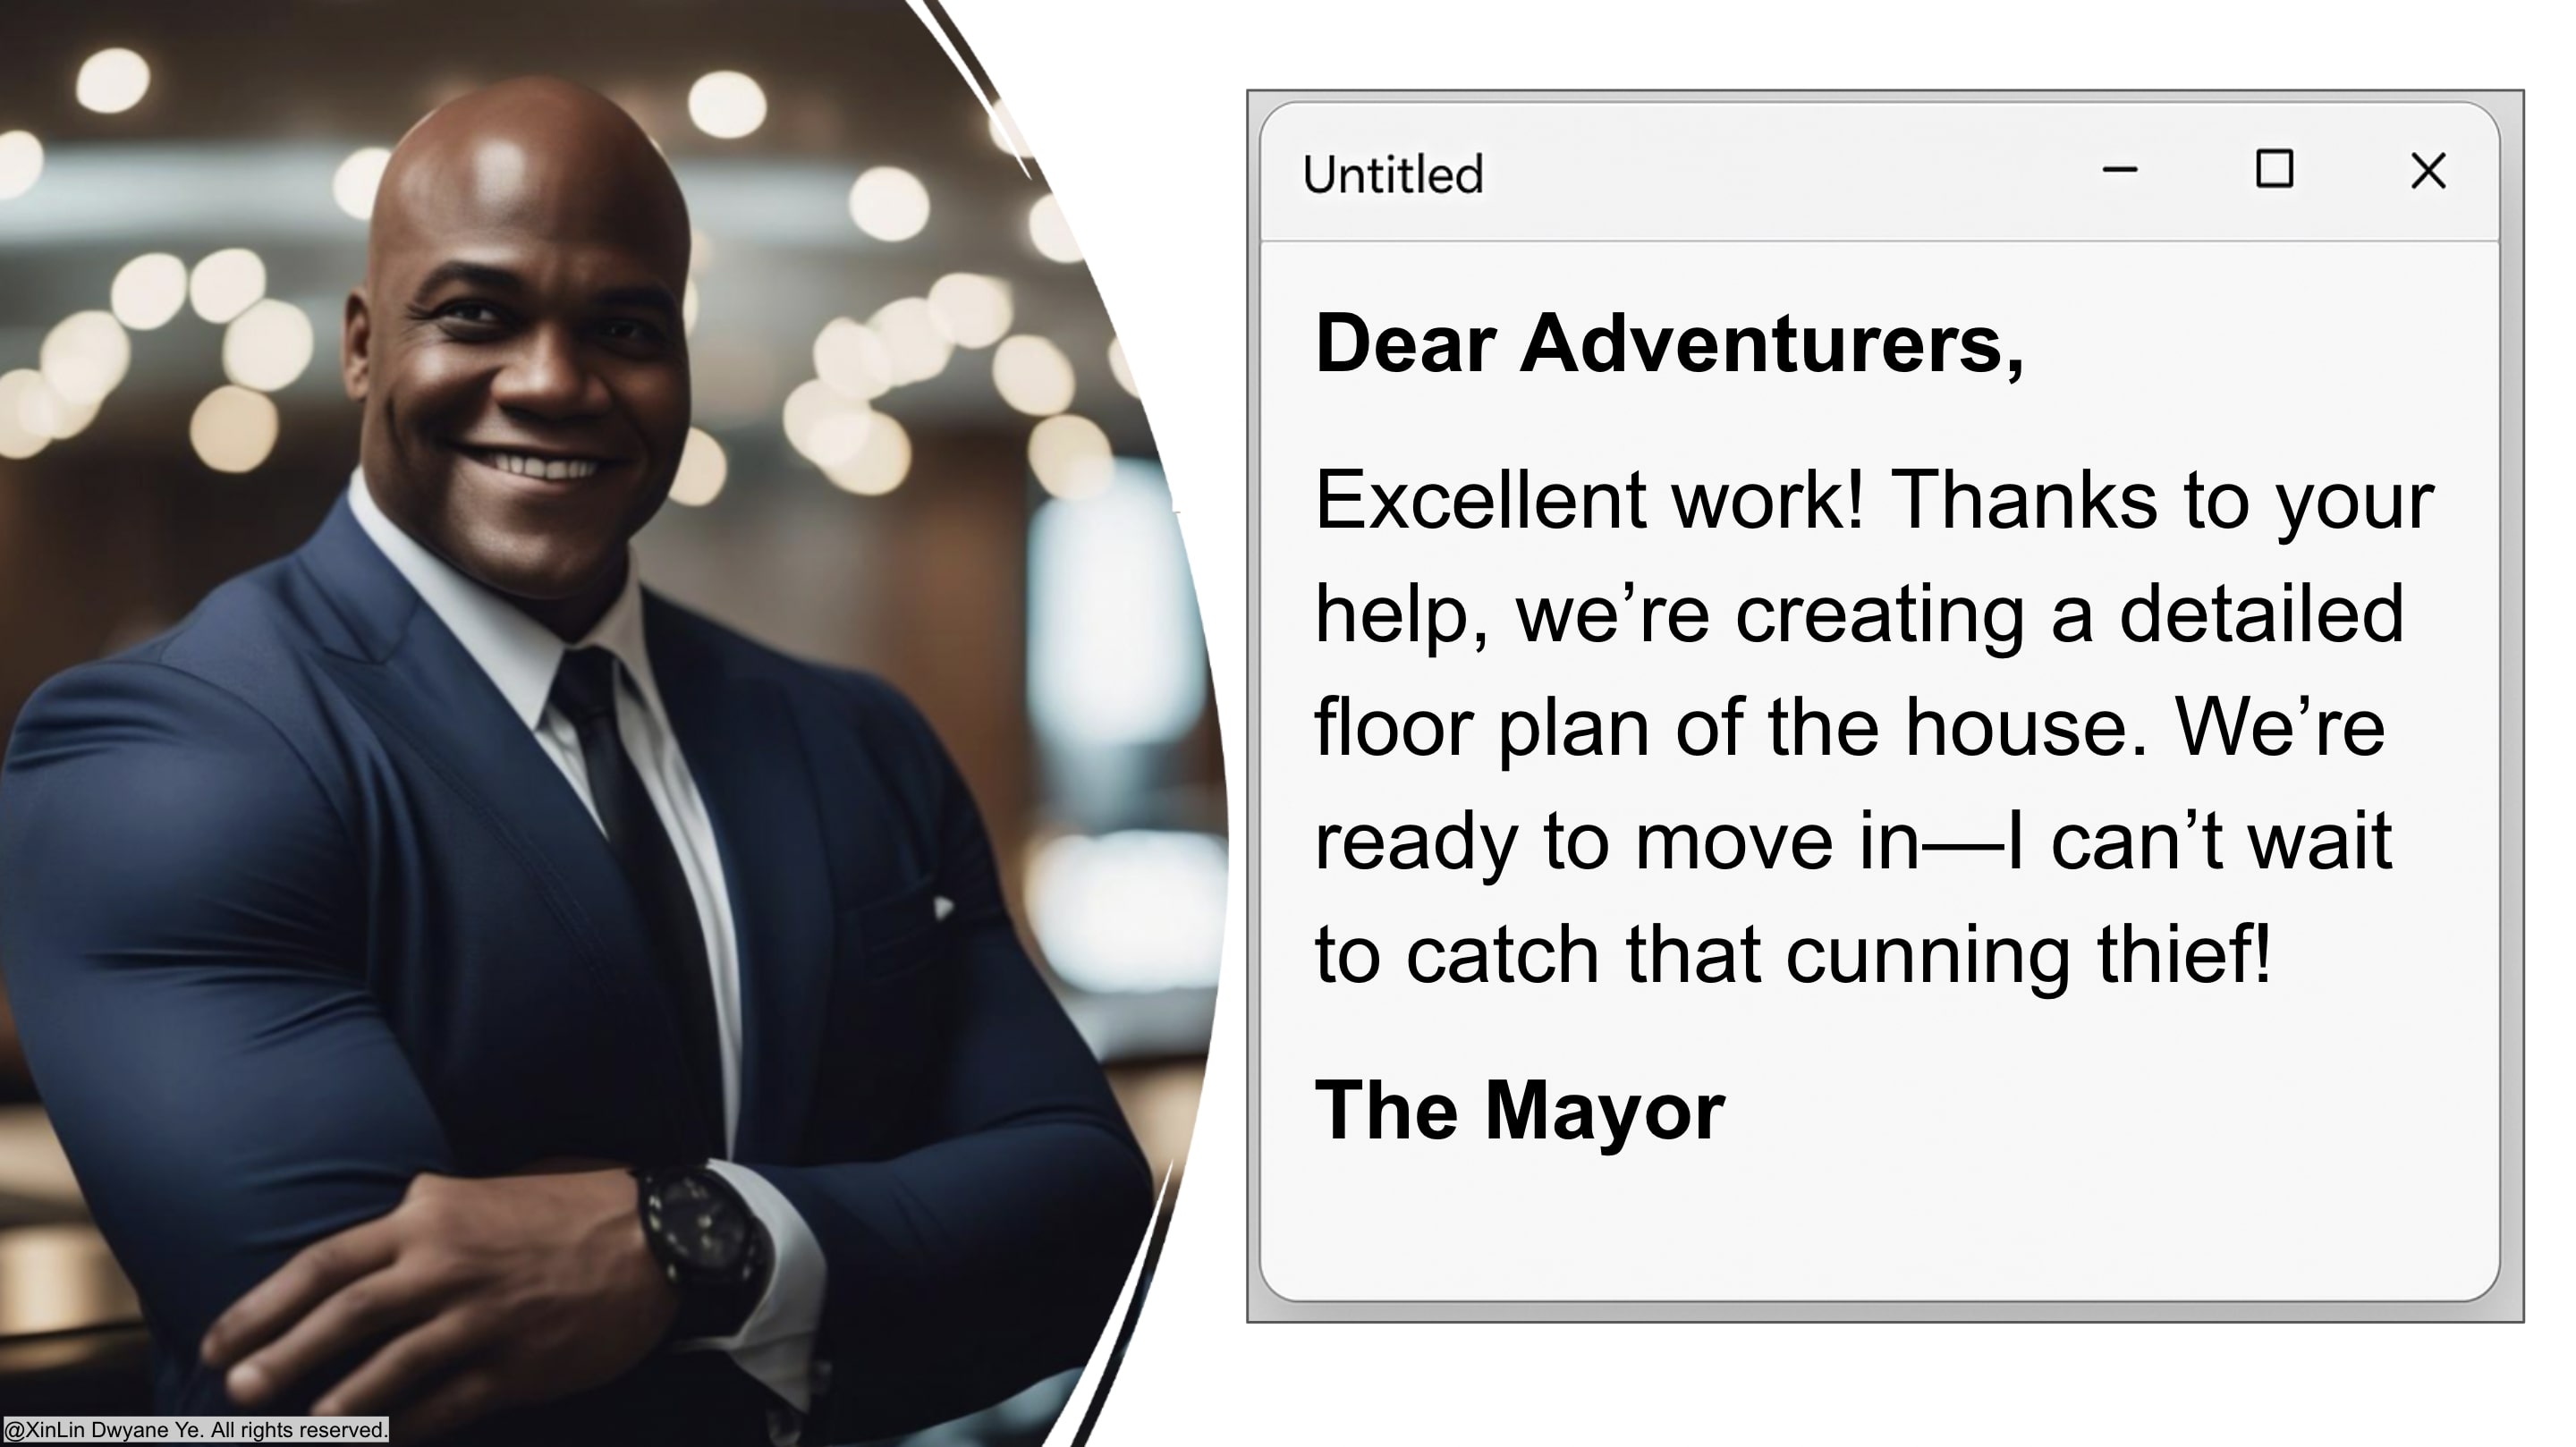 Untitled
Dear Adventurers,
Excellent work! Thanks to your
help, we’re creating a detailed
floor plan of the house. We’re
ready to move in—I can’t wait
to catch that cunning thief!
The Mayor
@XinLin Dwyane Ye. All rights reserved.